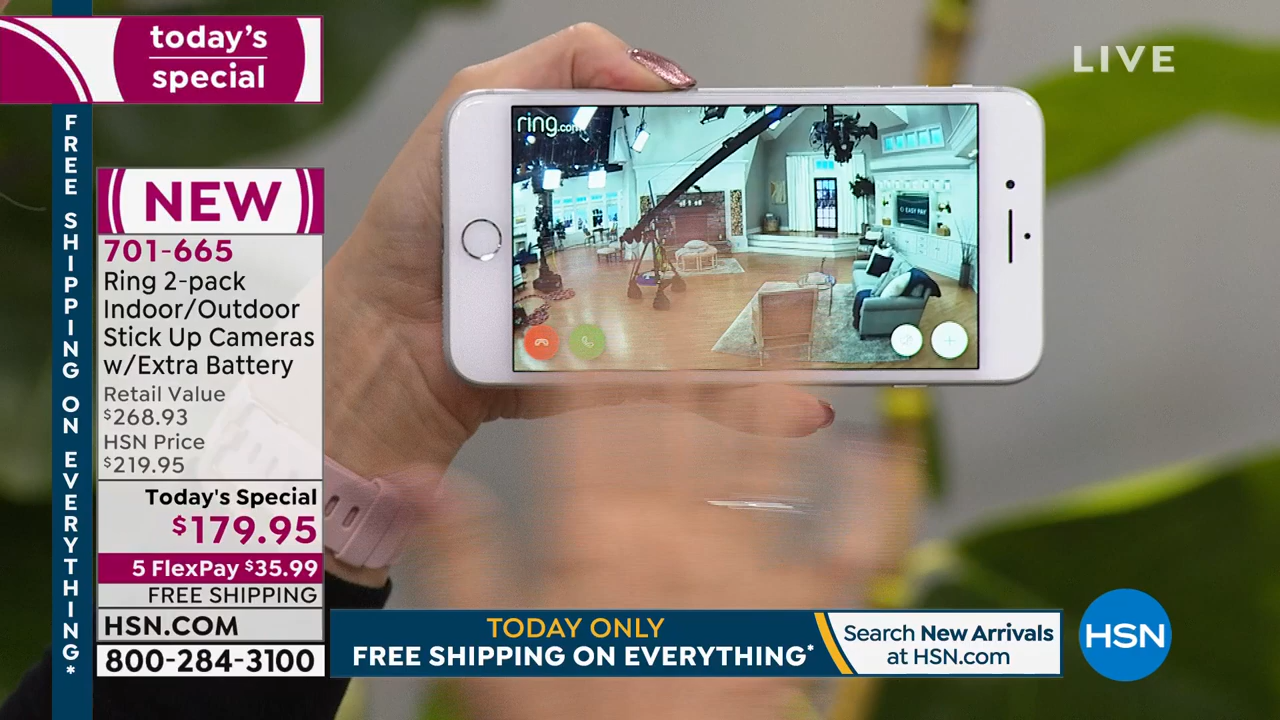 today's
special
LIVE
FREE SHIPPING ON EVERYTHING*
NEW
701-665
Ring 2-pack
Indoor/Outdoor
Stick Up Cameras
w/Extra Battery
Retail Value
$268.93
HSN Price
$219.95
Today's Special
$179.95
5 FlexPay $35.99
FREE SHIPPING
HSN.COM
800-284-3100
ring.com
EASY PAY
TODAY ONLY
FREE SHIPPING ON EVERYTHING*
Search New Arrivals
at HSN.com
HSN